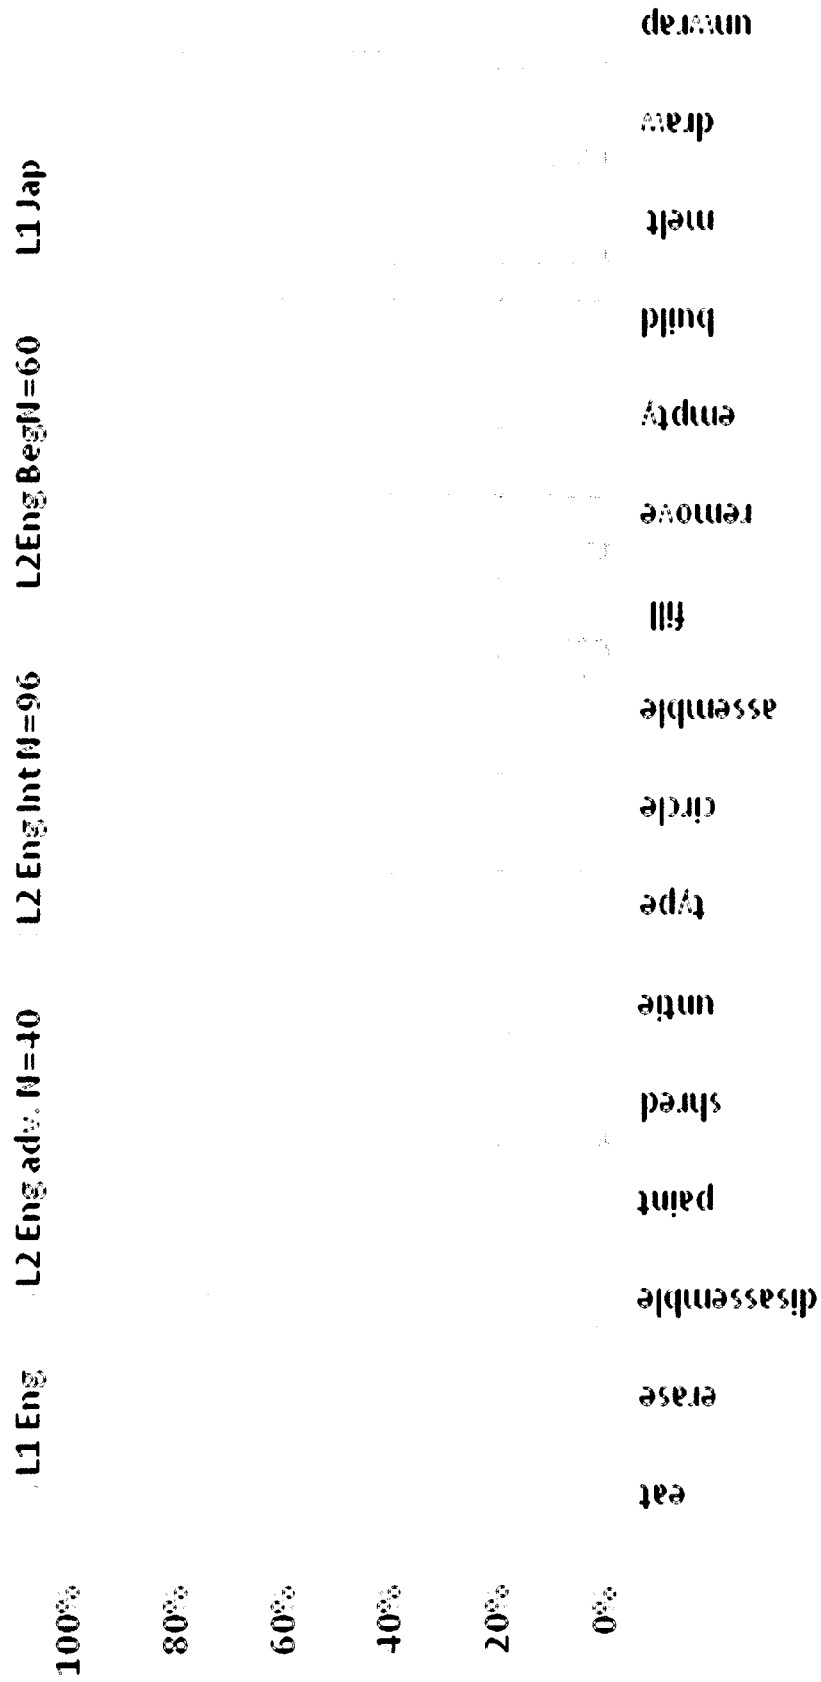 L1 Eng L2 Eng adv. N=40 L2 Eng Int N=96 L2Eng BegN=60 L1 Jap
100%
80%
60%
40%
20%
0%
eat
erase
disassemble
paint
shred
untie
type
circle
assemble
fill
remove
empty
build
melt
draw
unwrap